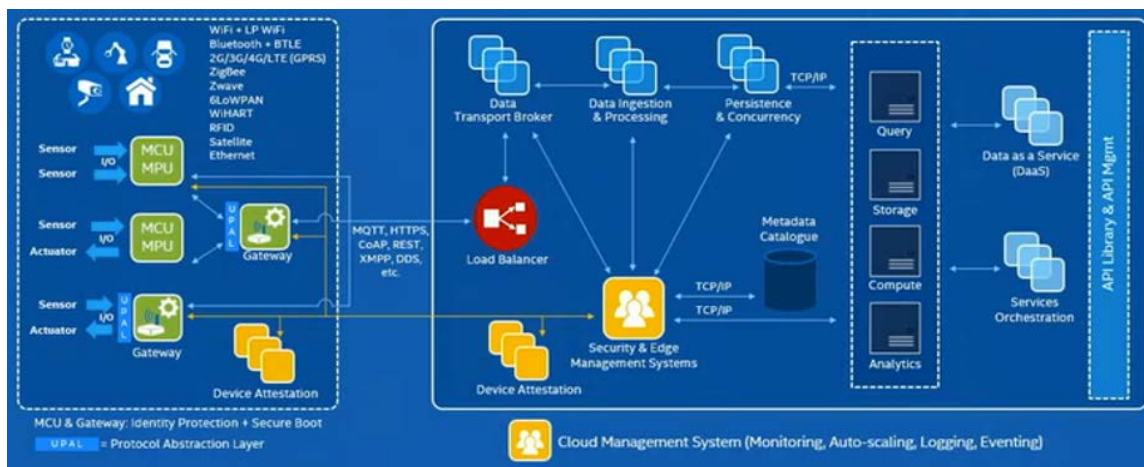 WiFi + LP WiFi
Bluetooth + BTLE
2G/3G/4G/LTE (GPRS)
ZigBee
Zwave
6LoWPAN
WiHART
RFID
Satellite
Ethernet
Sensor
I/O
Sensor
MCU
MPU
Sensor
I/O
Actuator
MCU
MPU
UPAL
Gateway
Sensor
I/O
Actuator
UPAL
Gateway
Device Attestation
MCU & Gateway: Identity Protection + Secure Boot
UPAL = Protocol Abstraction Layer
MQTT, HTTPS,
CoAP, REST,
XMPP, DDS,
etc.
Data
Transport Broker
Data Ingestion
& Processing
Persistence
& Concurrency
TCP/IP
Load Balancer
Metadata
Catalogue
TCP/IP
TCP/IP
Security & Edge
Management Systems
Device Attestation
Query
Storage
Compute
Analytics
Data as a Service
(DaaS)
Services
Orchestration
API Library & API Mgmt
Cloud Management System (Monitoring, Auto-scaling, Logging, Eventing)